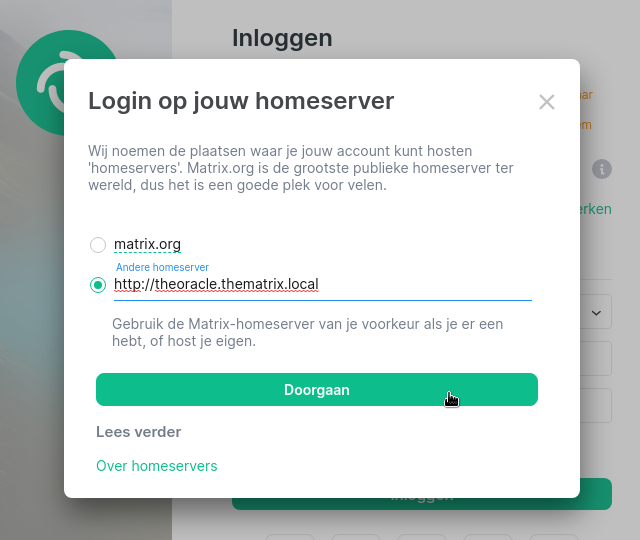 Inloggen
Login op jouw homeserver
Wij noemen de plaatsen waar je jouw account kunt hosten
'homeservers'. Matrix.org is de grootste publieke homeserver ter
wereld, dus het is een goede plek voor velen.
matrix.org
Andere homeserver
http://theoracle.thematrix.local
Gebruik de Matrix-homeserver van je voorkeur als je er een
hebt, of host je eigen.
Doorgaan
Lees verder
Over homeservers
aar
em
erken
Inloggen